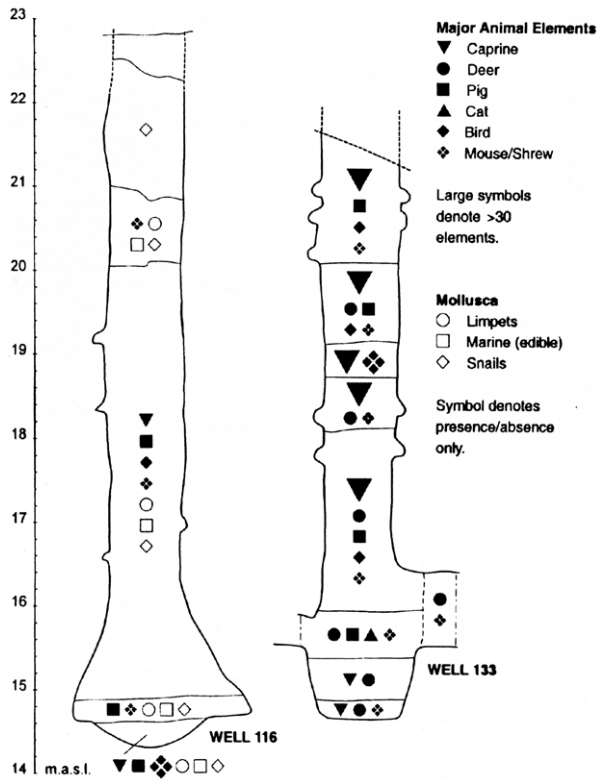 23
22
21
20
19
18
17
16
15
14 m.a.s.l.
WELL 116
WELL 133
Major Animal Elements
Caprine
Deer
Pig
Cat
Bird
Mouse/Shrew
Large symbols
denote >30
elements.
Mollusca
Limpets
Marine (edible)
Snails
Symbol denotes
presence/absence
only.